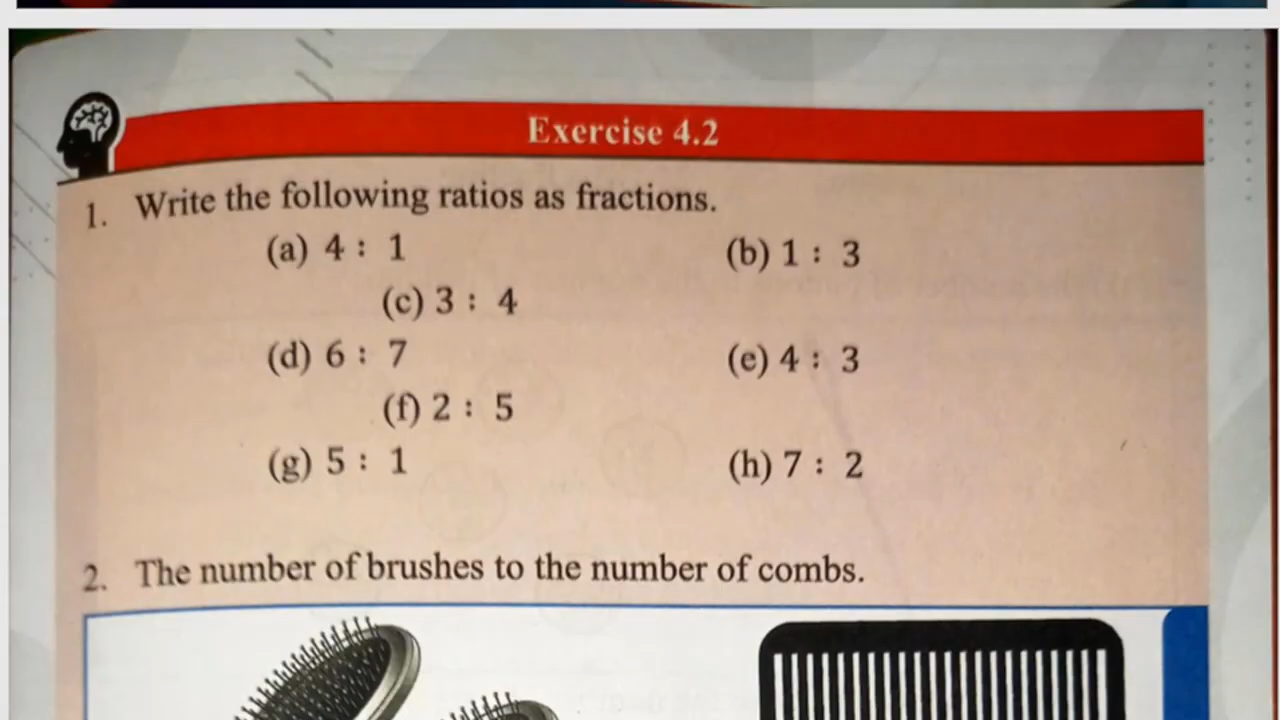 Exercise 4.2
1. Write the following ratios as fractions.
(a) 4 : 1 (b) 1 : 3
(c) 3 : 4
(d) 6 : 7 (e) 4 : 3
(f) 2 : 5
(g) 5 : 1 (h) 7 : 2
2. The number of brushes to the number of combs.